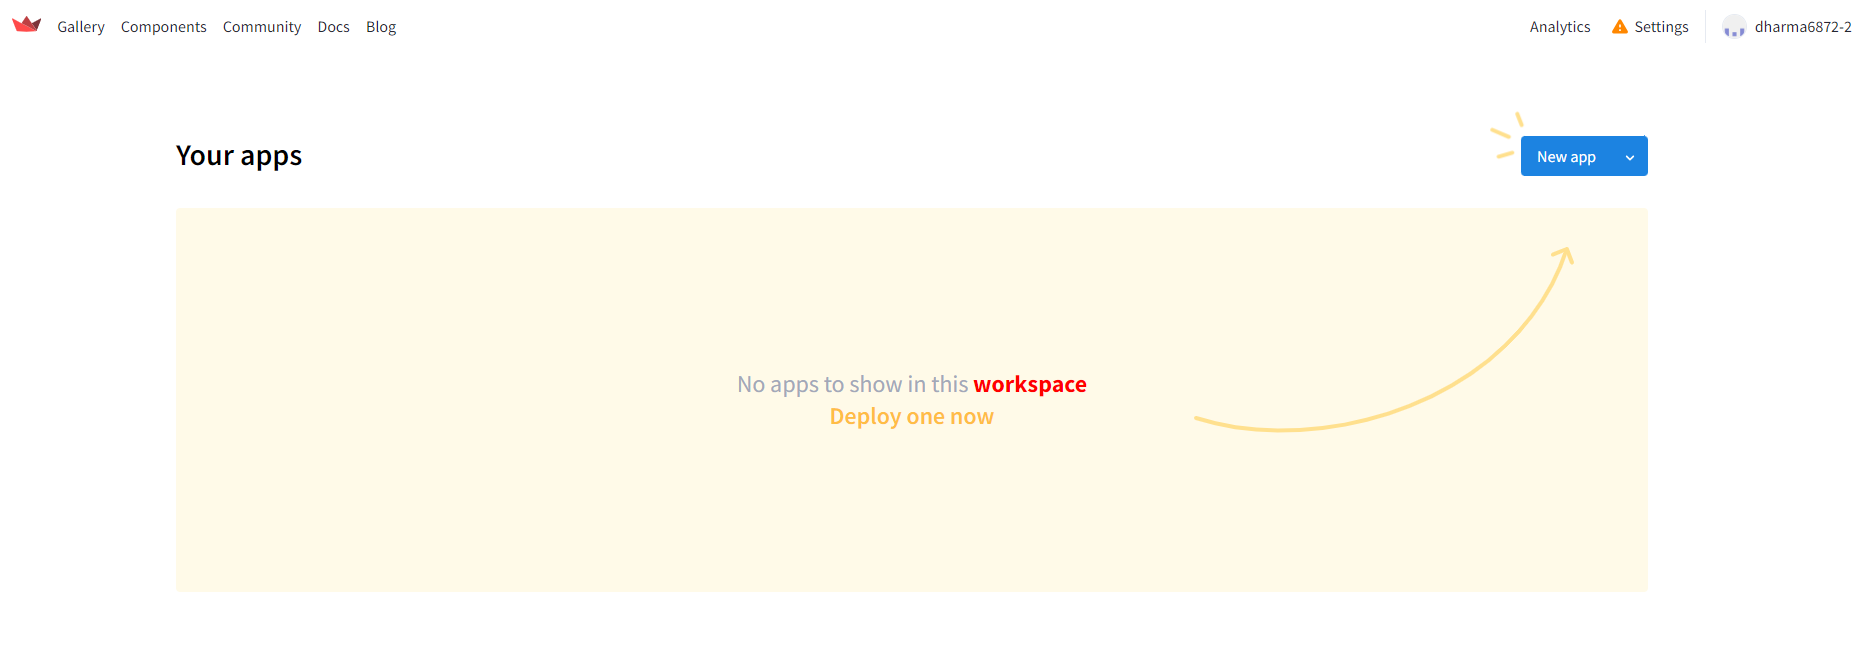 Gallery Components Community Docs Blog Analytics Settings dharma6872-2
Your apps
New app
No apps to show in this workspace
Deploy one now